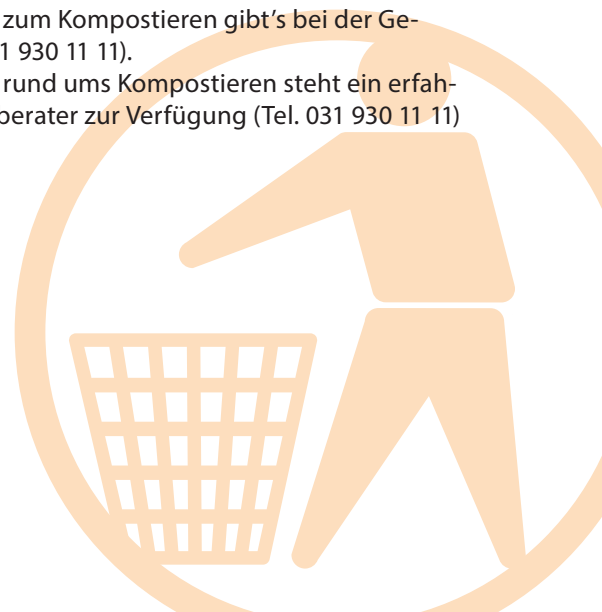 zum Kompostieren gibt's bei der Ge-
1 930 11 11).
rund ums Kompostieren steht ein erfah-
berater zur Verfügung (Tel. 031 930 11 11)